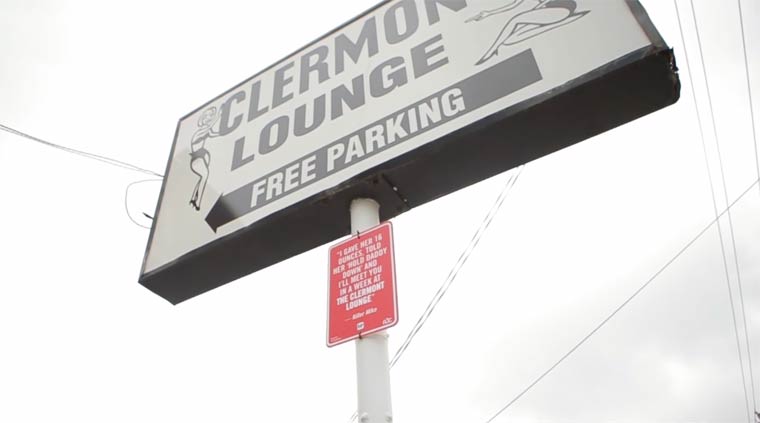 CLERMON
LOUNGE
FREE PARKING
"I GAVE HER 16
OUNCES, TOLD
HER 'HOLD DADDY
DOWN' AND
I'LL MEET YOU
IN A WEEK AT
THE CLERMONT
LOUNGE"
— Killer Mike